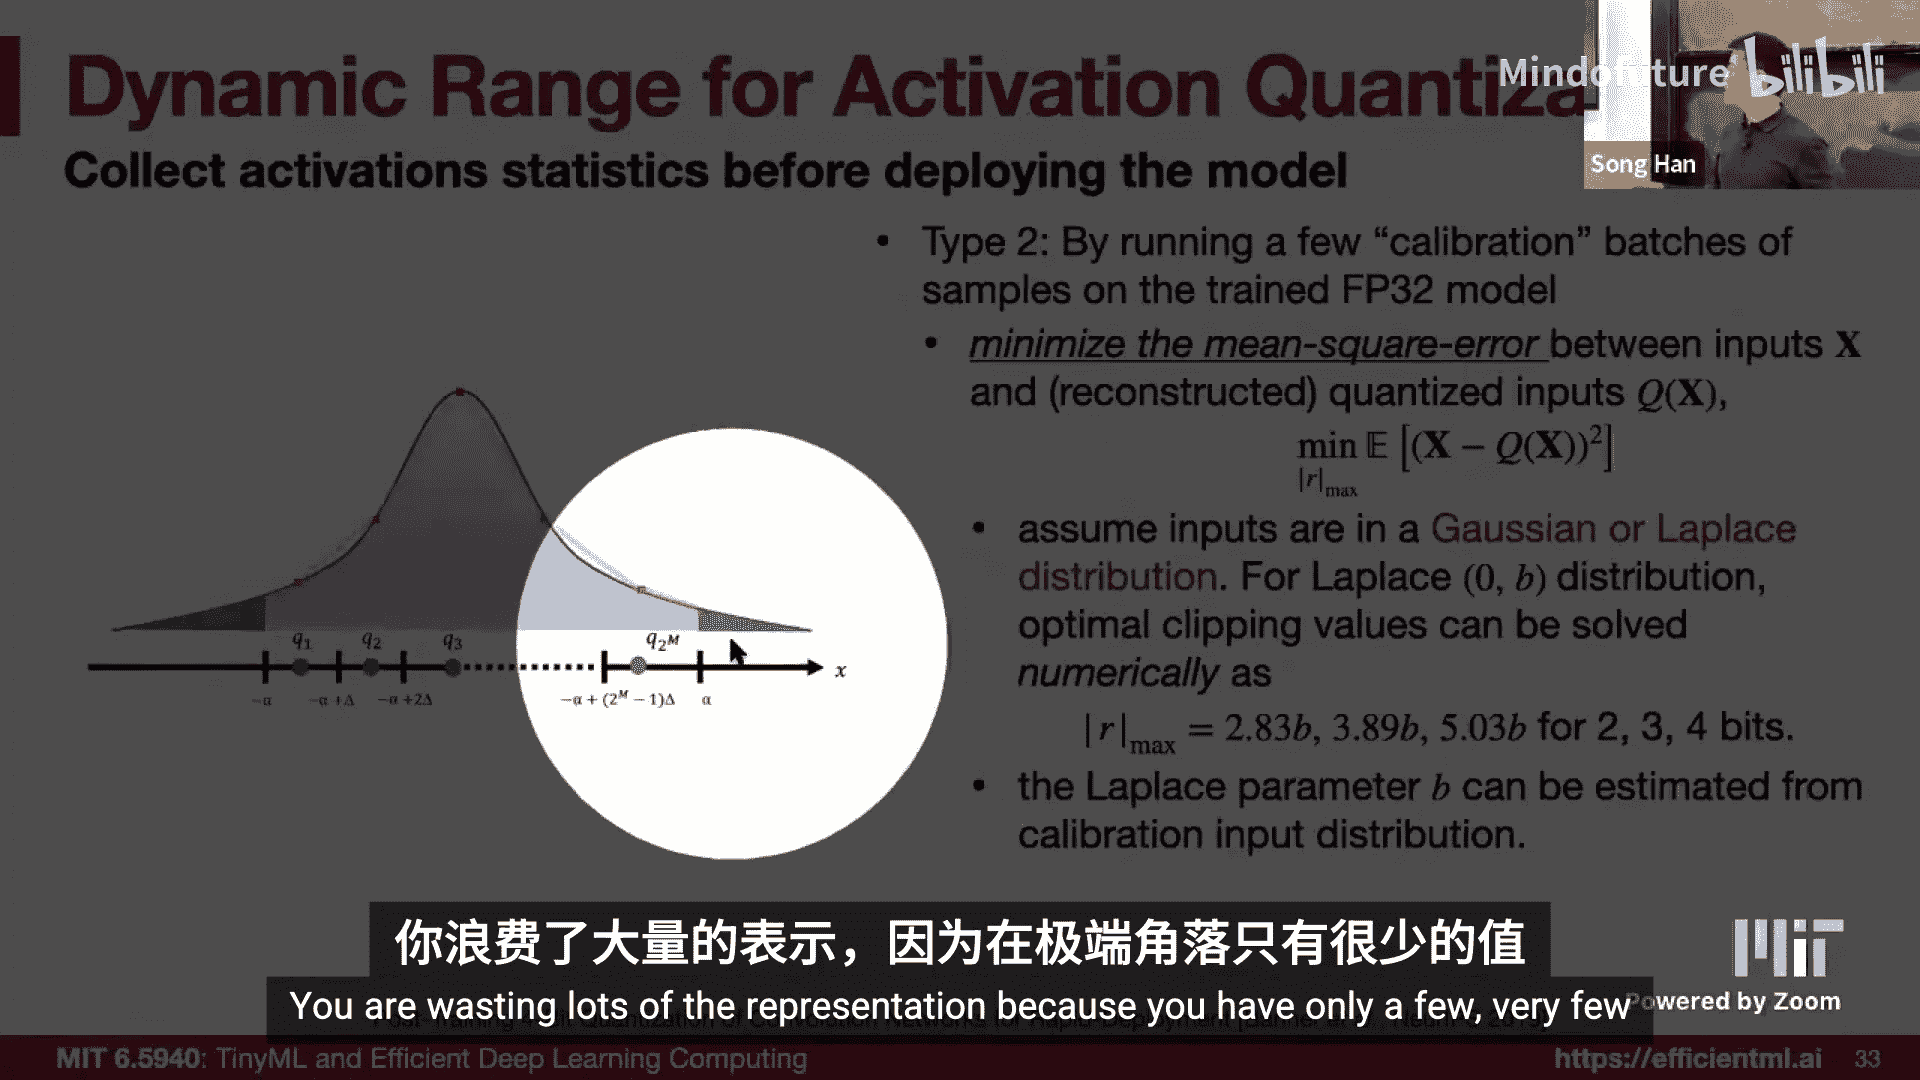 Dynamic Range for Activation
Mindofuture bilibili
Song Han
Collect activations statistics before deploying the model
• Type 2: By running a few “calibration” batches of
samples on the trained FP32 model
• minimize the mean-square-error between inputs X
and (reconstructed) quantized inputs Q(X),
min 𝔼 [(X − Q(X))²]
|r|max
• assume inputs are in a Gaussian or Laplace
distribution. For Laplace (0, b) distribution,
optimal clipping values can be solved
numerically as
|r|max = 2.83b, 3.89b, 5.03b for 2, 3, 4 bits.
• the Laplace parameter b can be estimated from
calibration input distribution.
q₁ q₂ q₃ q₂ᴹ
x
−α −α +Δ −α +2Δ −α + (2ᴹ − 1)Δ α
你浪费了大量的表示，因为在极端角落只有很少的值
You are wasting lots of the representation because you have only a few, very few
MIT
Powered by Zoom
MIT 6.5940: TinyML and Efficient Deep Learning Computing
https://efficientml.ai 33